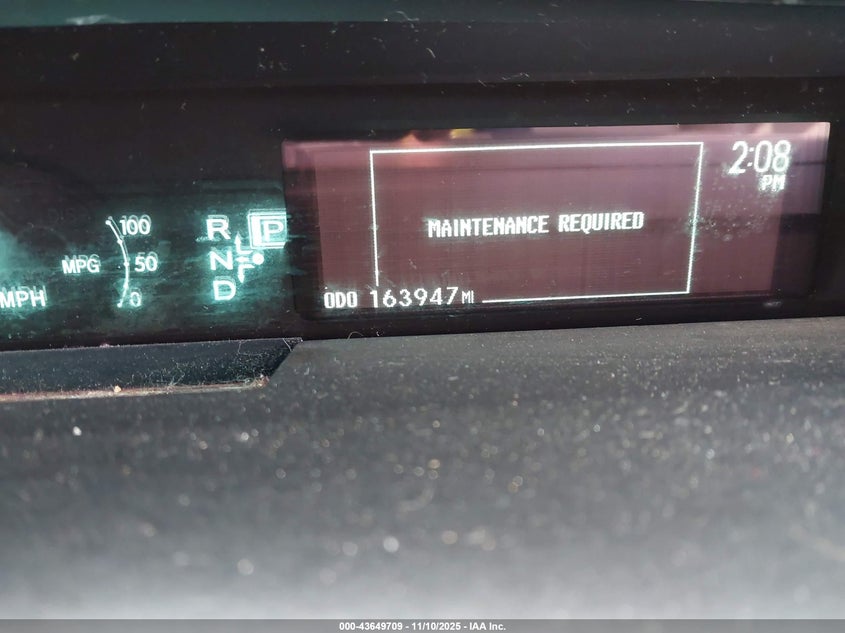 2:08
PM
MAINTENANCE REQUIRED
ODO 163947 MI
100
MPG 50
0
MPH
R P
N
D
000-43649709 - 11/10/2025 - IAA Inc.